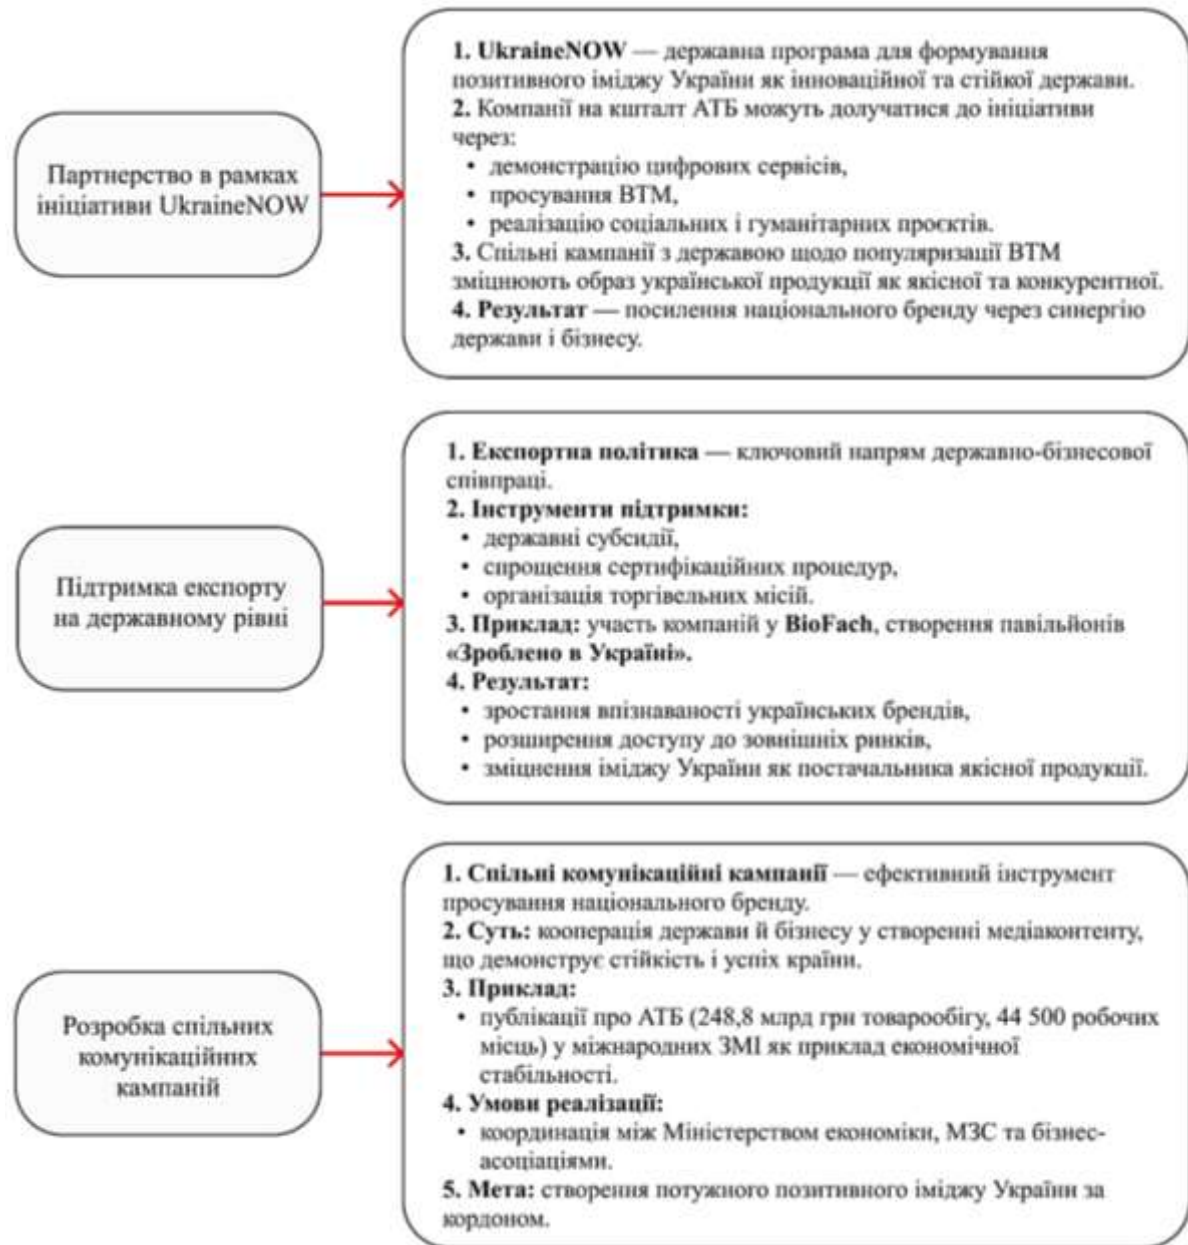 Партнерство в рамках
ініціативи UkraineNOW
1. UkraineNOW — державна програма для формування
позитивного іміджу України як інноваційної та стійкої держави.
2. Компанії на кшталт АТБ можуть долучатися до ініціативи
через:
• демонстрацію цифрових сервісів,
• просування ВТМ,
• реалізацію соціальних і гуманітарних проєктів.
3. Спільні кампанії з державою щодо популяризації ВТМ
зміцнюють образ української продукції як якісної та конкурентної.
4. Результат — посилення національного бренду через синергію
держави і бізнесу.
Підтримка експорту
на державному рівні
1. Експортна політика — ключовий напрям державно-бізнесової
співпраці.
2. Інструменти підтримки:
• державні субсидії,
• спрощення сертифікаційних процедур,
• організація торгівельних місій.
3. Приклад: участь компаній у BioFach, створення павільйонів
«Зроблено в Україні».
4. Результат:
• зростання впізнаваності українських брендів,
• розширення доступу до зовнішніх ринків,
• зміцнення іміджу України як постачальника якісної продукції.
Розробка спільних
комунікаційних
кампаній
1. Спільні комунікаційні кампанії — ефективний інструмент
просування національного бренду.
2. Суть: кооперація держави й бізнесу у створенні медіаконтенту,
що демонструє стійкість і успіх країни.
3. Приклад:
• публікації про АТБ (248,8 млрд грн товарообігу, 44 500 робочих
місць) у міжнародних ЗМІ як приклад економічної
стабільності.
4. Умови реалізації:
• координація між Міністерством економіки, МЗС та бізнес-
асоціаціями.
5. Мета: створення потужного позитивного іміджу України за
кордоном.